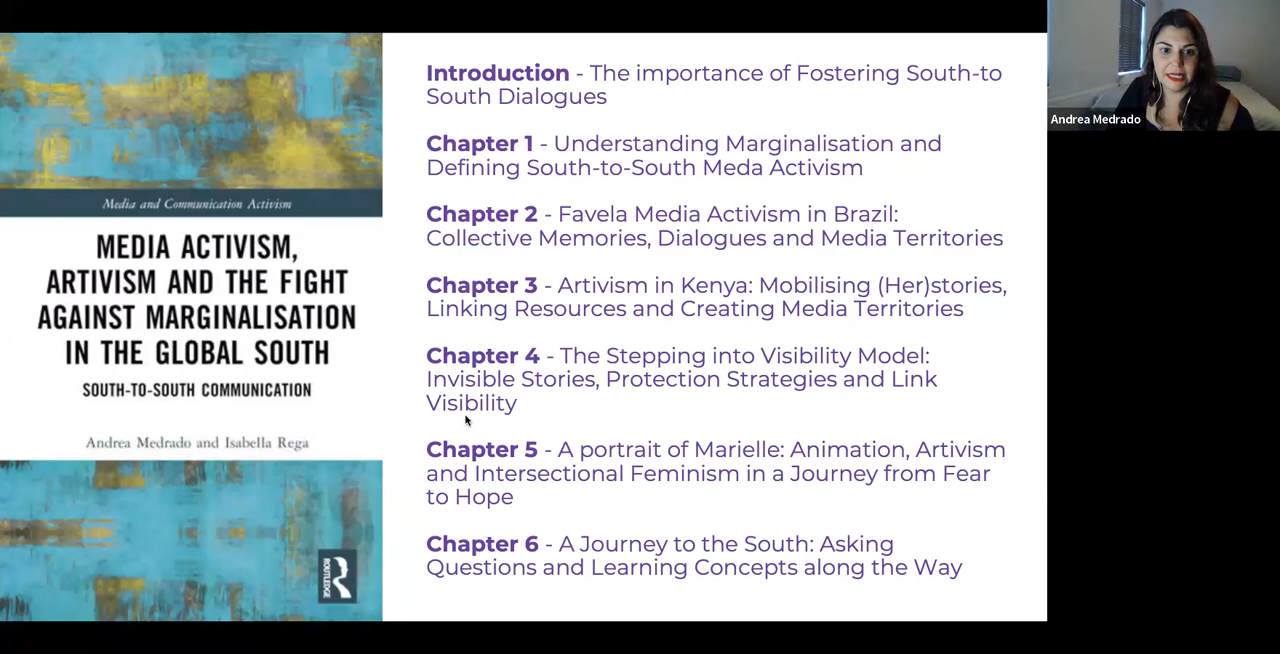 Media and Communication Activism
MEDIA ACTIVISM,
ARTIVISM AND THE FIGHT
AGAINST MARGINALISATION
IN THE GLOBAL SOUTH
SOUTH-TO-SOUTH COMMUNICATION
Andrea Medrado and Isabella Rega
ROUTLEDGE
Introduction - The importance of Fostering South-to
South Dialogues
Chapter 1 - Understanding Marginalisation and
Defining South-to-South Meda Activism
Chapter 2 - Favela Media Activism in Brazil:
Collective Memories, Dialogues and Media Territories
Chapter 3 - Artivism in Kenya: Mobilising (Her)stories,
Linking Resources and Creating Media Territories
Chapter 4 - The Stepping into Visibility Model:
Invisible Stories, Protection Strategies and Link
Visibility
Chapter 5 - A portrait of Marielle: Animation, Artivism
and Intersectional Feminism in a Journey from Fear
to Hope
Chapter 6 - A Journey to the South: Asking
Questions and Learning Concepts along the Way
Andrea Medrado